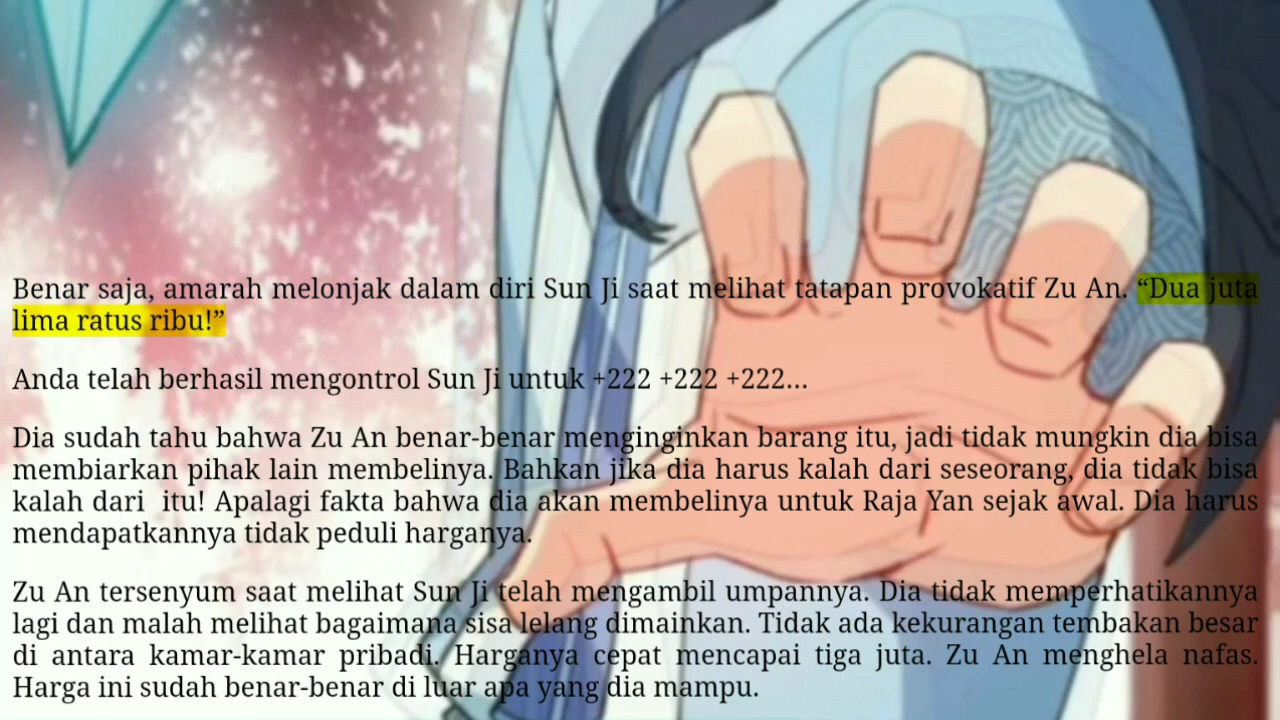 Benar saja, amarah melonjak dalam diri Sun Ji saat melihat tatapan provokatif Zu An. “Dua juta
lima ratus ribu!”
Anda telah berhasil mengontrol Sun Ji untuk +222 +222 +222...
Dia sudah tahu bahwa Zu An benar-benar menginginkan barang itu, jadi tidak mungkin dia bisa
membiarkan pihak lain membelinya. Bahkan jika dia harus kalah dari seseorang, dia tidak bisa
kalah dari  itu! Apalagi fakta bahwa dia akan membelinya untuk Raja Yan sejak awal. Dia harus
mendapatkannya tidak peduli harganya.
Zu An tersenyum saat melihat Sun Ji telah mengambil umpannya. Dia tidak memperhatikannya
lagi dan malah melihat bagaimana sisa lelang dimainkan. Tidak ada kekurangan tembakan besar
di antara kamar-kamar pribadi. Harganya cepat mencapai tiga juta. Zu An menghela nafas.
Harga ini sudah benar-benar di luar apa yang dia mampu.